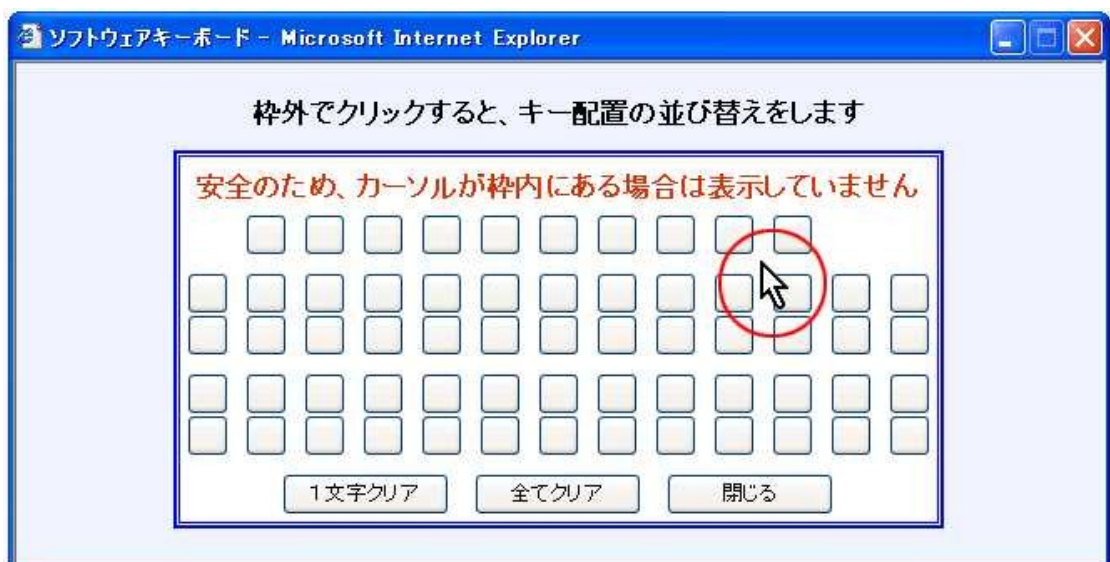 ソフトウェアキーボード - Microsoft Internet Explorer
枠外でクリックすると、キー配置の並び替えをします
安全のため、カーソルが枠内にある場合は表示していません
1文字クリア 全てクリア 閉じる